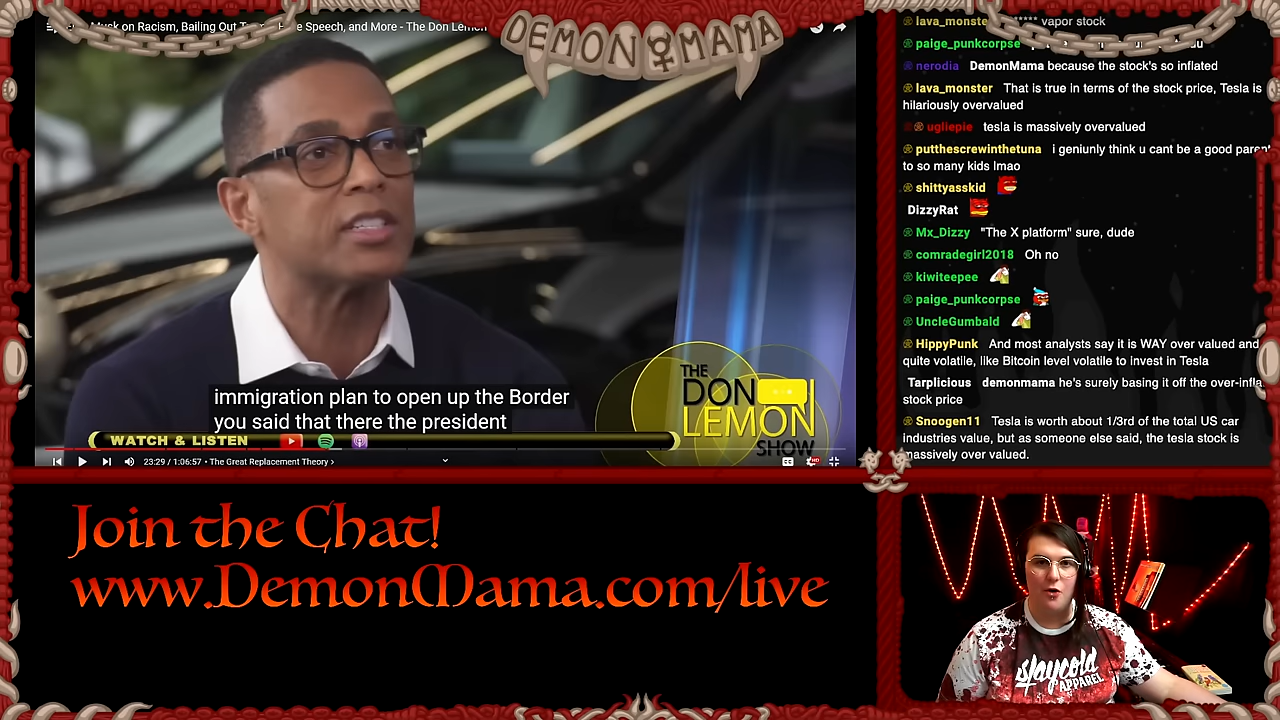 Musk on Racism, Bailing Out
Speech, and More - The Don Lemon
DEMON MAMA
immigration plan to open up the Border
you said that there the president
THE
DON
LEMON
SHOW
WATCH & LISTEN
23:29 / 1:06:57 • The Great Replacement Theory ›
HD
lava_monster ***** vapor stock
paige_punkcorpse
nerodia DemonMama because the stock's so inflated
lava_monster That is true in terms of the stock price, Tesla is
hilariously overvalued
ugliepie tesla is massively overvalued
putthescrewinthetuna i geniunly think u cant be a good parent
to so many kids lmao
shittyasskid
DizzyRat
Mx_Dizzy "The X platform" sure, dude
comradegirl2018 Oh no
kiwiteepee
paige_punkcorpse
UncleGumbald
HippyPunk And most analysts say it is WAY over valued and
quite volatile, like Bitcoin level volatile to invest in Tesla
Tarplicious demonmama he's surely basing it off the over-infla
stock price
Snoogen11 Tesla is worth about 1/3rd of the total US car
industries value, but as someone else said, the tesla stock is
massively over valued.
Join the Chat!
www.DemonMama.com/live
staycold
APPAREL